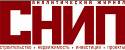 аналитический журнал
СНИП
строительство • недвижимость • инвестиции • проекты